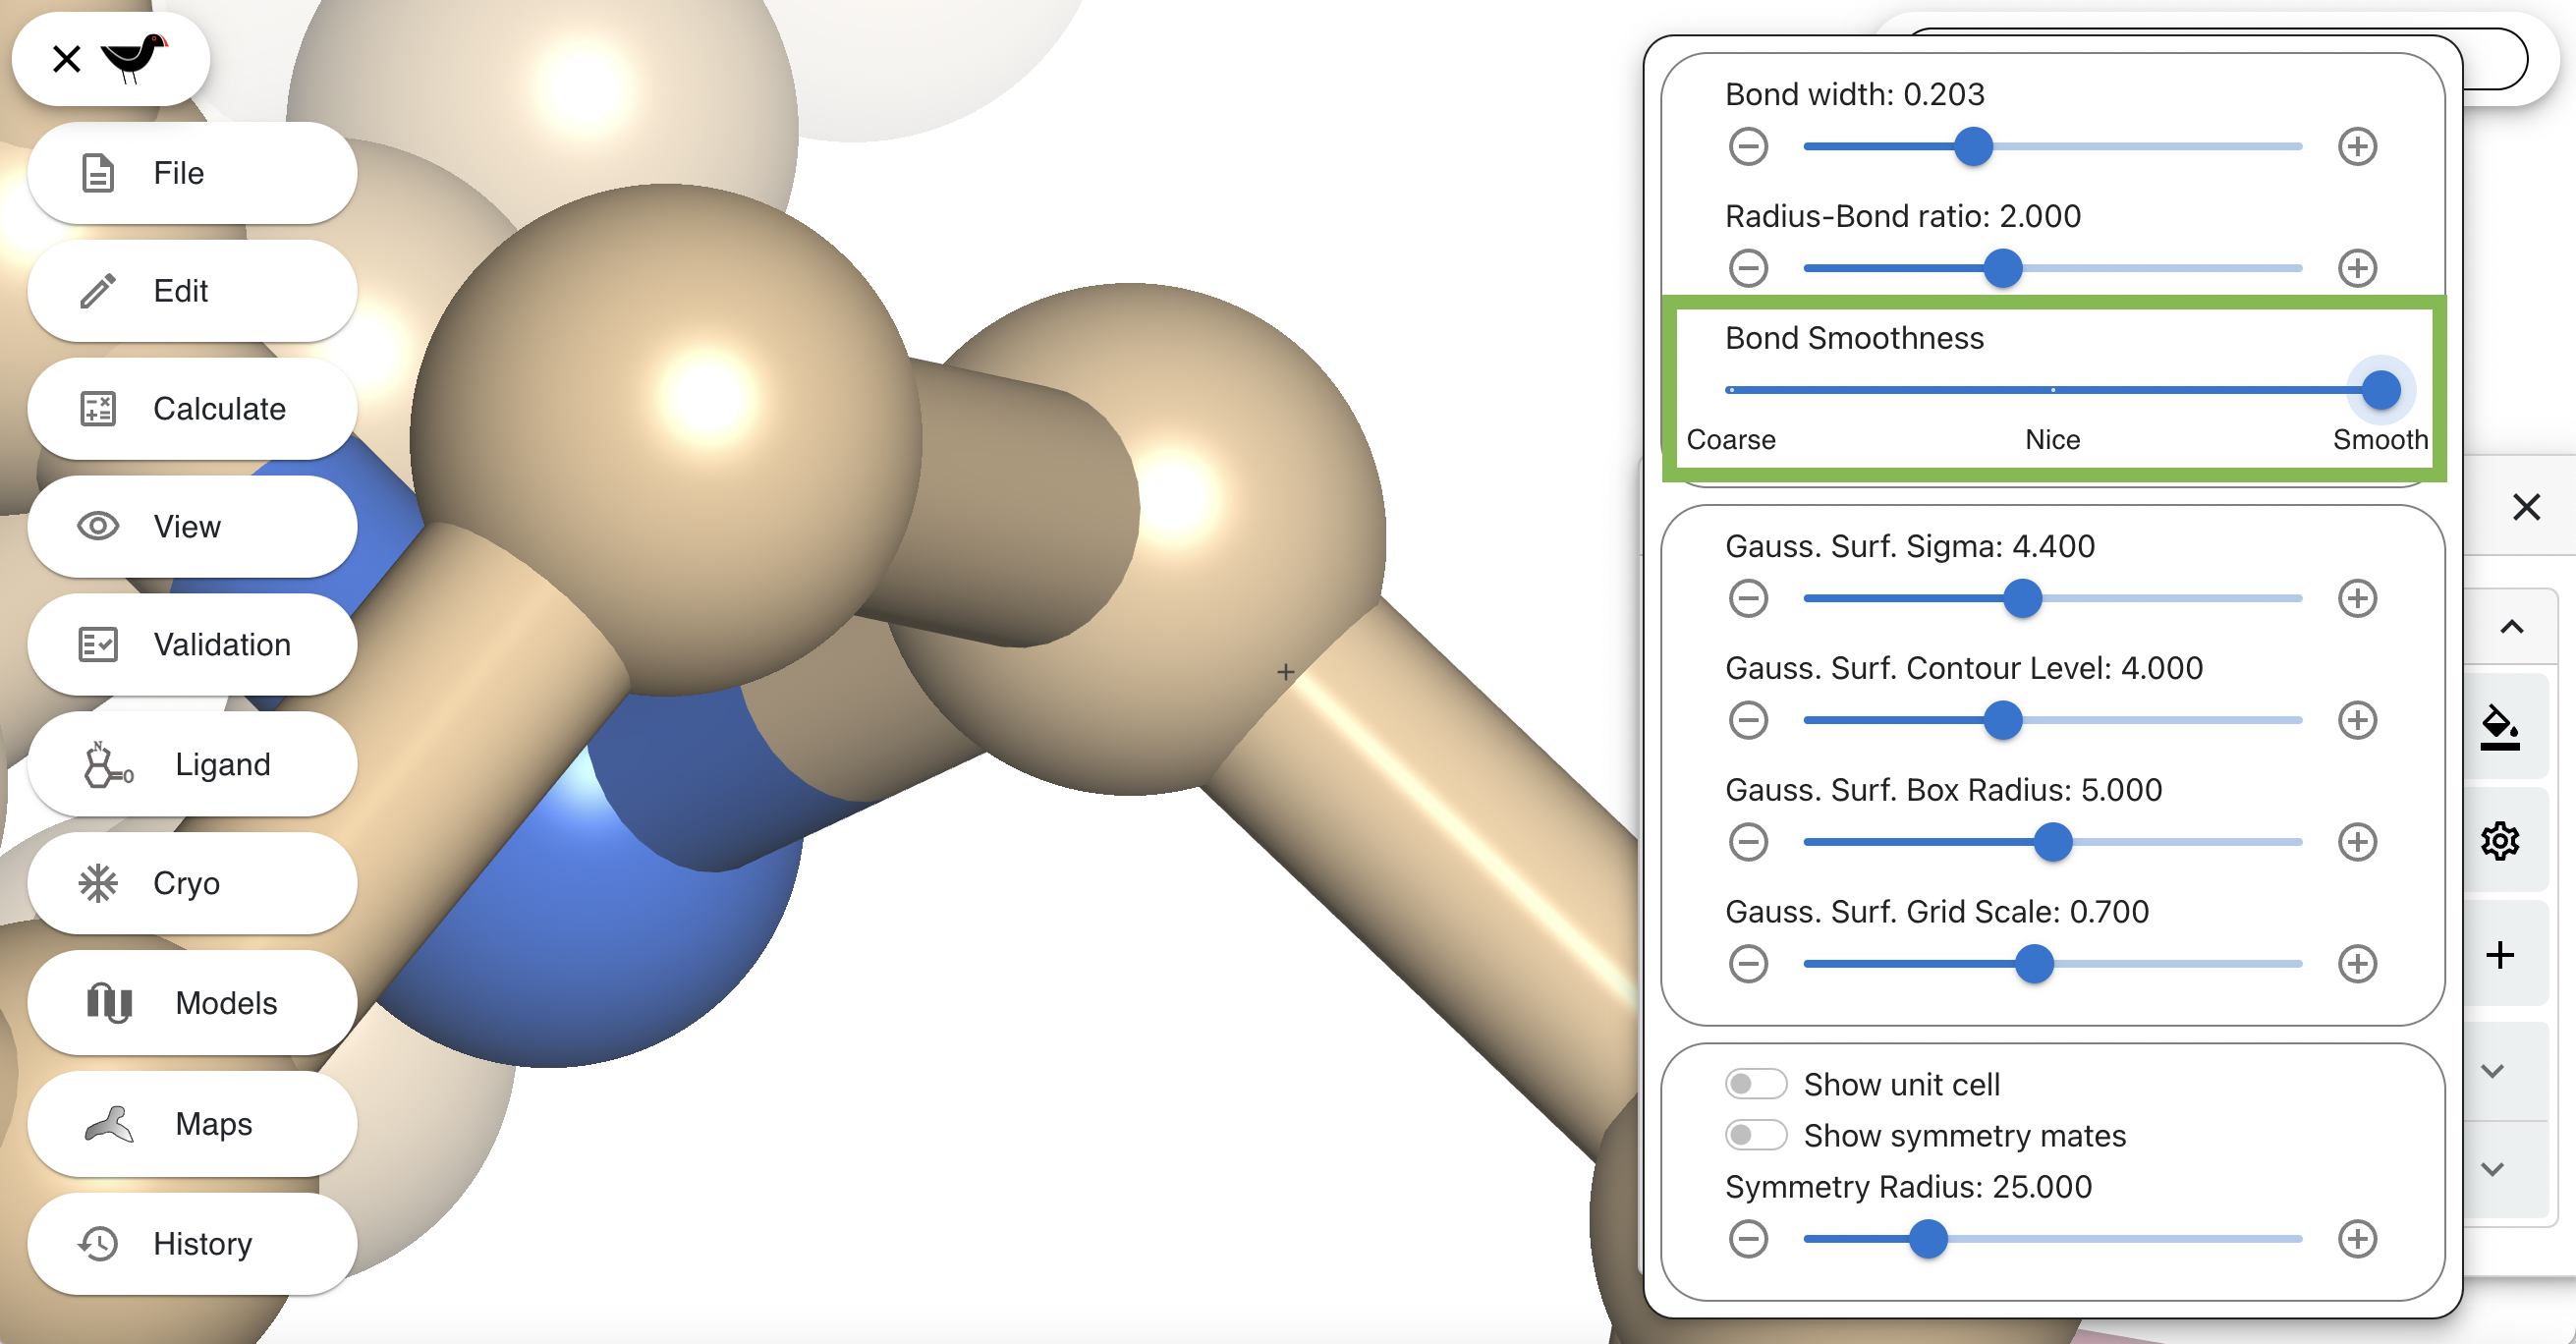 File
Edit
Calculate
View
Validation
N
O
Ligand
Cryo
Models
Maps
History
Bond width: 0.203
Radius-Bond ratio: 2.000
Bond Smoothness
Coarse Nice Smooth
Gauss. Surf. Sigma: 4.400
Gauss. Surf. Contour Level: 4.000
Gauss. Surf. Box Radius: 5.000
Gauss. Surf. Grid Scale: 0.700
Show unit cell
Show symmetry mates
Symmetry Radius: 25.000